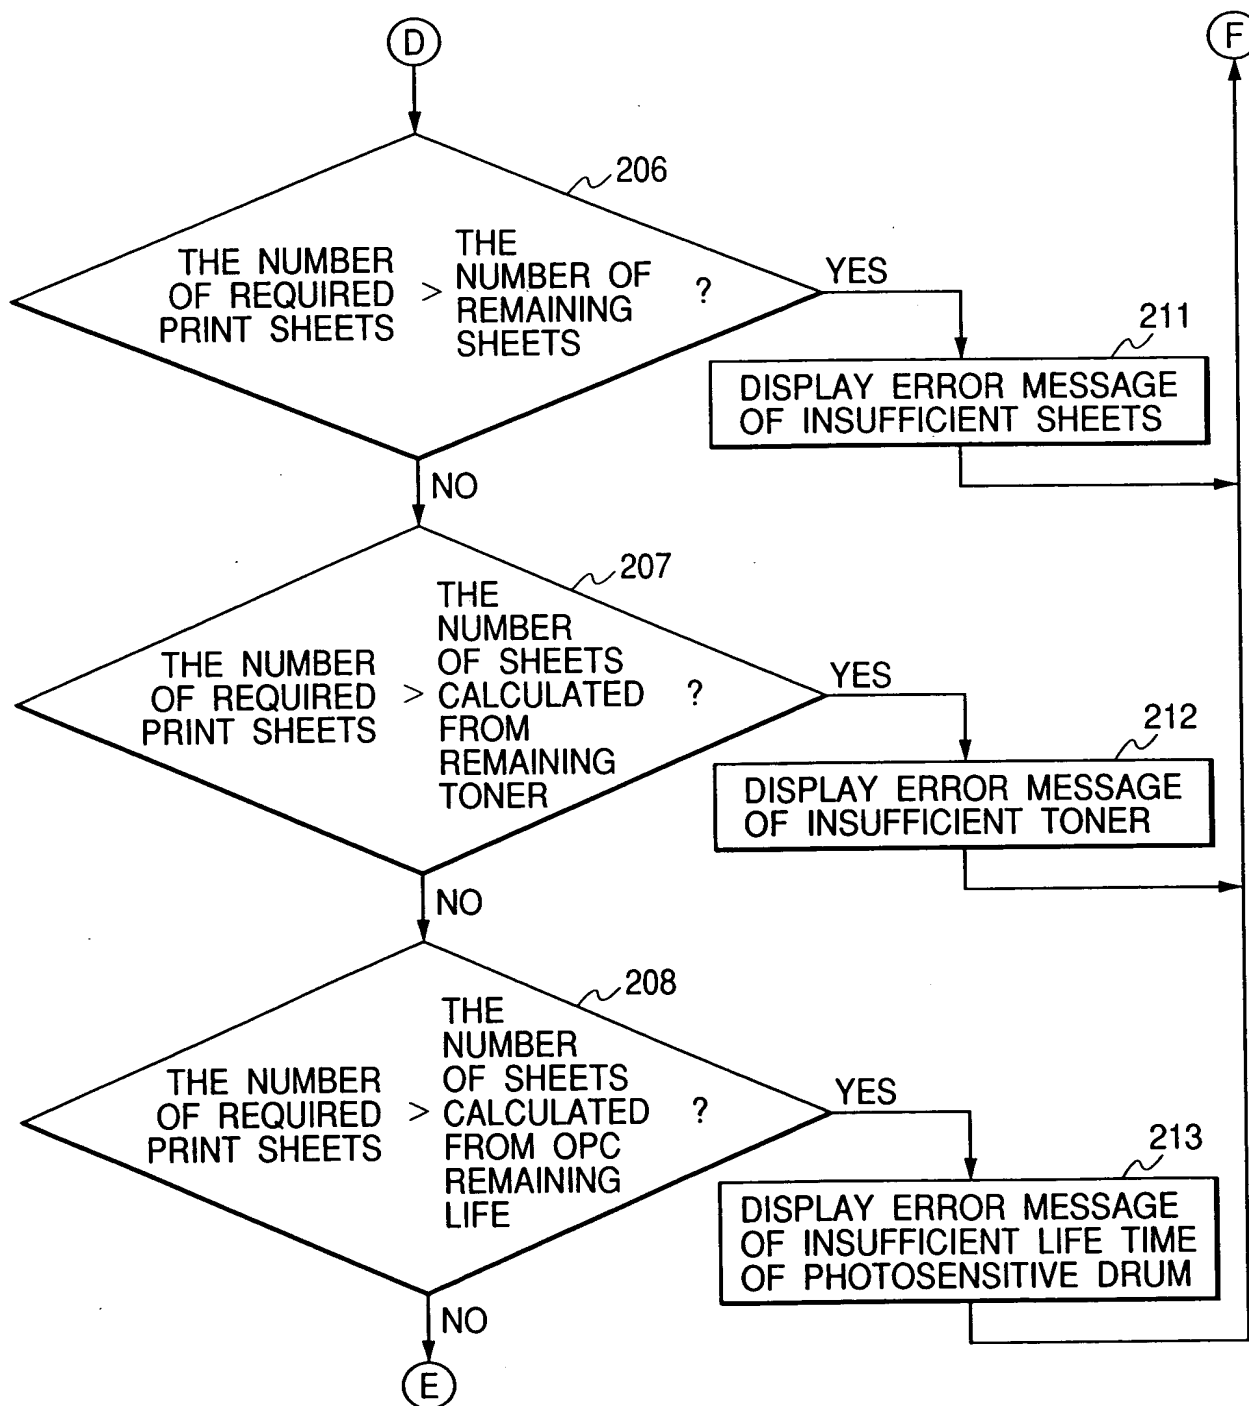 D
F
206
THE NUMBER
OF REQUIRED
PRINT SHEETS
>
THE
NUMBER OF
REMAINING
SHEETS
?
YES
211
DISPLAY ERROR MESSAGE
OF INSUFFICIENT SHEETS
NO
207
THE NUMBER
OF REQUIRED
PRINT SHEETS
>
THE
NUMBER
OF SHEETS
CALCULATED
FROM
REMAINING
TONER
?
YES
212
DISPLAY ERROR MESSAGE
OF INSUFFICIENT TONER
NO
208
THE NUMBER
OF REQUIRED
PRINT SHEETS
>
THE
NUMBER
OF SHEETS
CALCULATED
FROM OPC
REMAINING
LIFE
?
YES
213
DISPLAY ERROR MESSAGE
OF INSUFFICIENT LIFE TIME
OF PHOTOSENSITIVE DRUM
NO
E